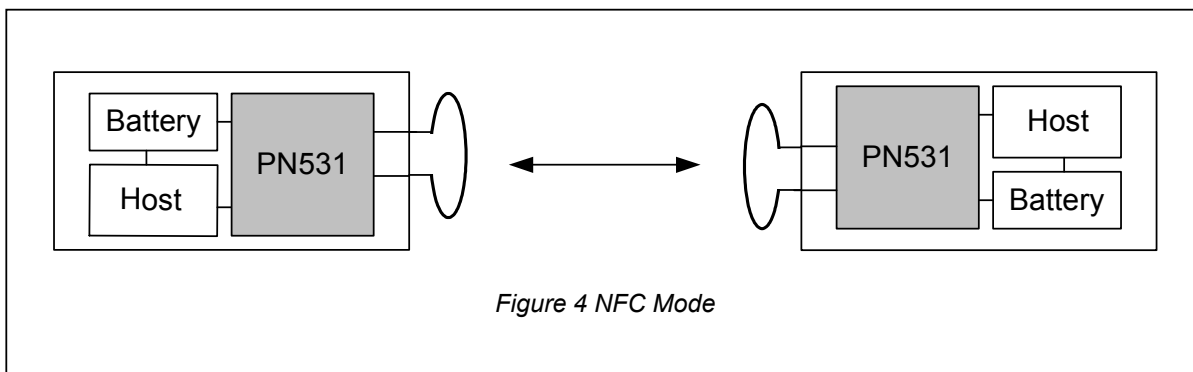 Battery
Host
PN531
PN531
Host
Battery
Figure 4 NFC Mode